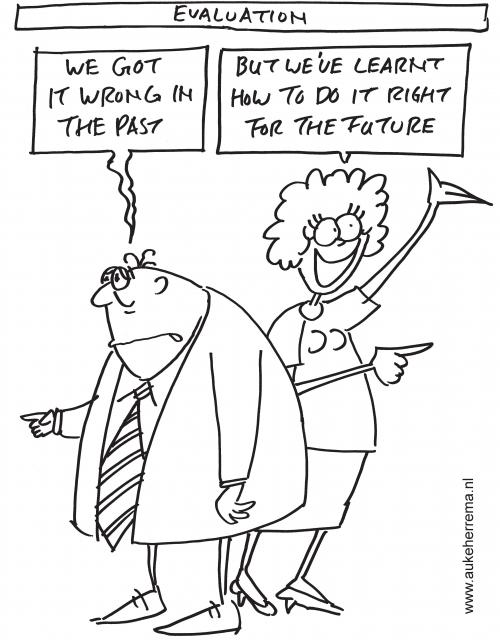 EVALUATION
WE GOT
IT WRONG IN
THE PAST
BUT WE'VE LEARNT
HOW TO DO IT RIGHT
FOR THE FUTURE
www.aukeherrema.nl